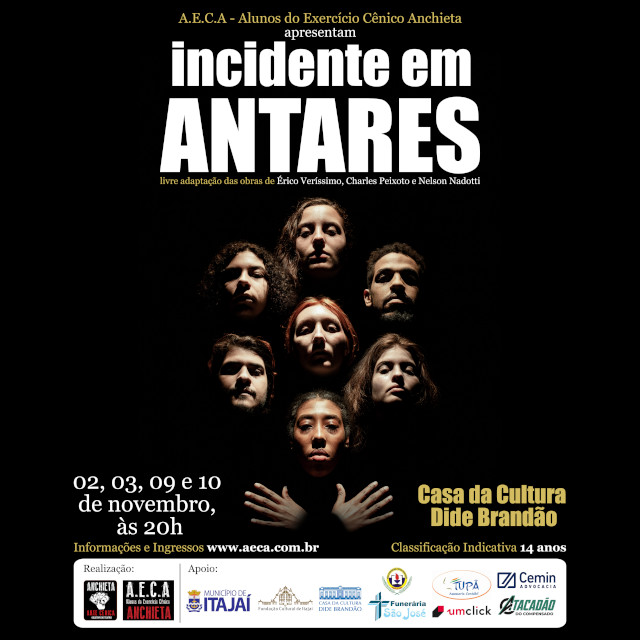 A.E.C.A - Alunos do Exercício Cênico Anchieta
apresentam
incidente em
ANTARES
livre adaptação das obras de Érico Veríssimo, Charles Peixoto e Nelson Nadotti
02, 03, 09 e 10
de novembro,
às 20h
Casa da Cultura
Dide Brandão
Informações e Ingressos www.aeca.com.br
Classificação Indicativa 14 anos
Realização:
Apoio:
ANCHIETA
A.E.C.A
Alunos do Exercício Cênico
ANCHIETA
MUNICÍPIO DE
ITAJAÍ
Fundação Cultural de Itajaí
CASA DA CULTURA
DIDE BRANDÃO
Funerária
São José
TUPÃ
umclick
Cemin
ADVOCACIA
ATACADÃO
DO COMPENSADO